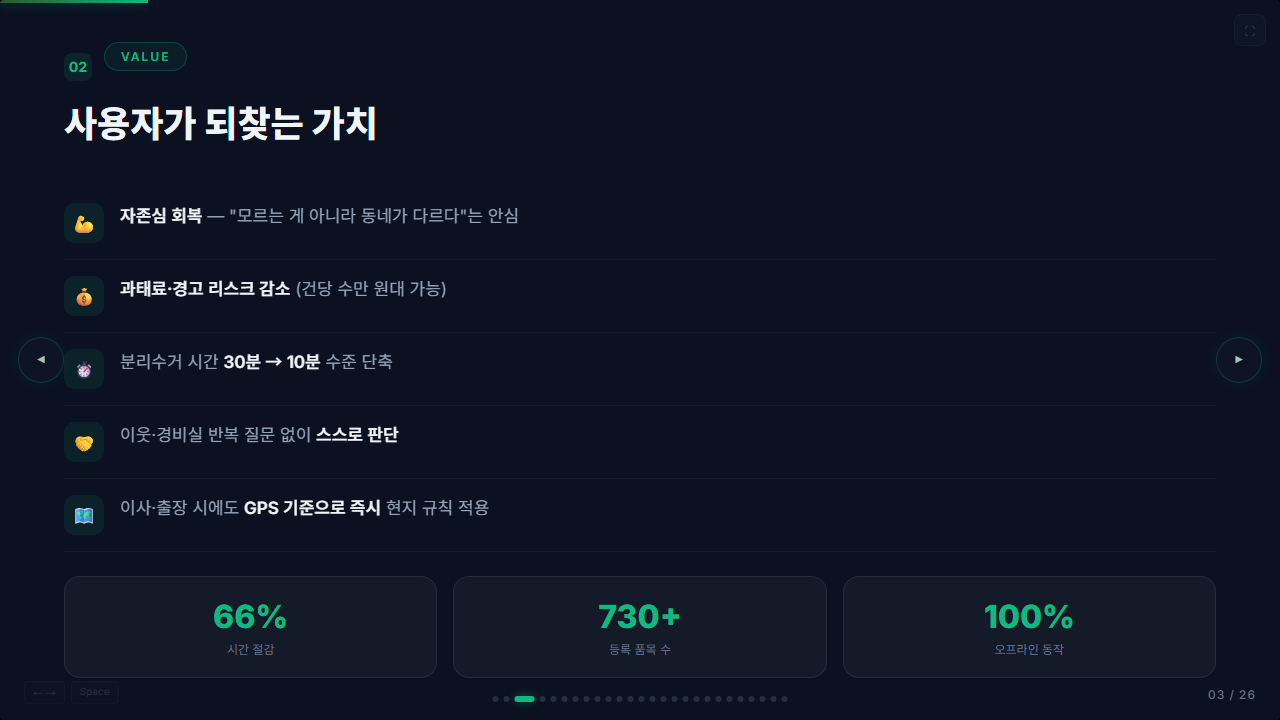 02
VALUE
사용자가 되찾는 가치
자존심 회복 — "모르는 게 아니라 동네가 다르다"는 안심
과태료·경고 리스크 감소 (건당 수만 원대 가능)
분리수거 시간 30분 → 10분 수준 단축
이웃·경비실 반복 질문 없이 스스로 판단
이사·출장 시에도 GPS 기준으로 즉시 현지 규칙 적용
66%
시간 절감
730+
등록 품목 수
100%
오프라인 동작
← → Space
03 / 26